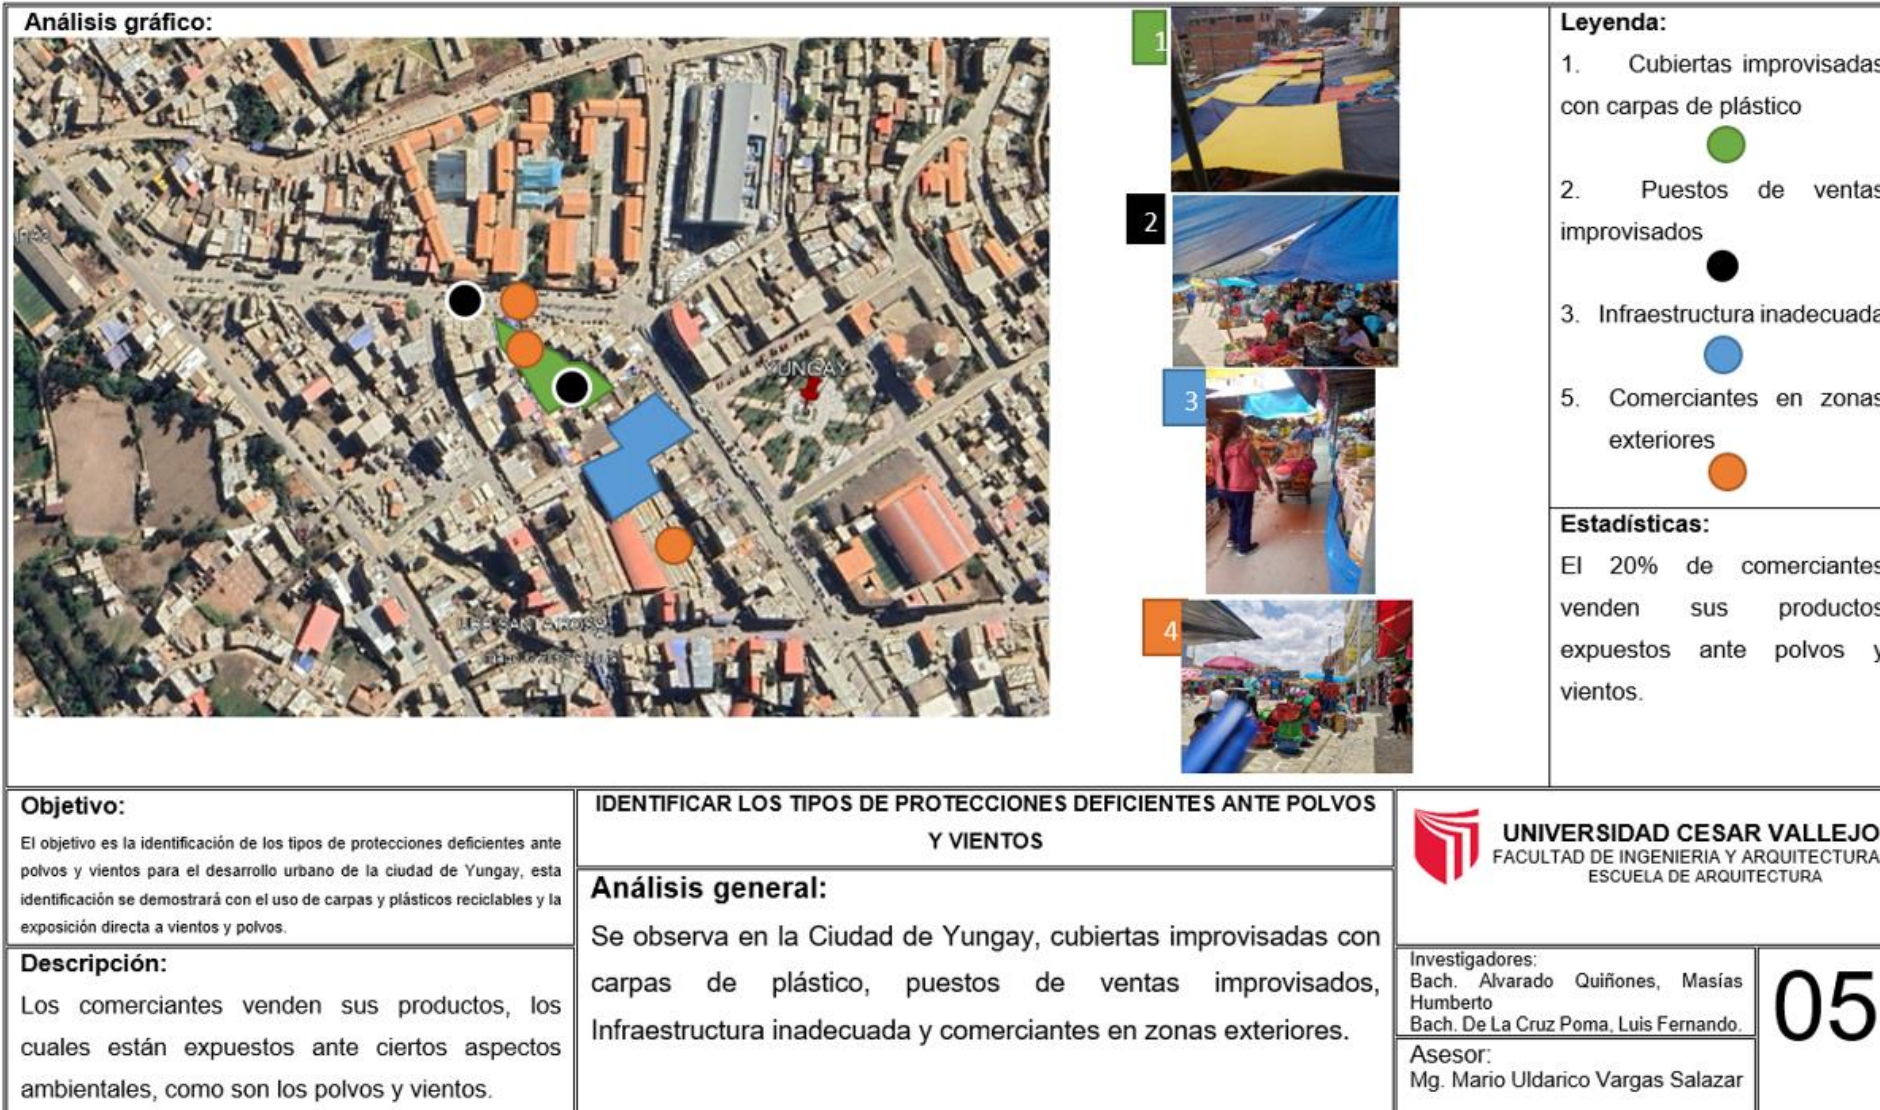 Análisis gráfico:
YUNGAY
1
2
3
4
Leyenda:
1. Cubiertas improvisadas
con carpas de plástico
2. Puestos de ventas
improvisados
3. Infraestructura inadecuada
5. Comerciantes en zonas
exteriores
Estadísticas:
El 20% de comerciantes
venden sus productos
expuestos ante polvos y
vientos.
Objetivo:
El objetivo es la identificación de los tipos de protecciones deficientes ante
polvos y vientos para el desarrollo urbano de la ciudad de Yungay, esta
identificación se demostrará con el uso de carpas y plásticos reciclables y la
exposición directa a vientos y polvos.
Descripción:
Los comerciantes venden sus productos, los
cuales están expuestos ante ciertos aspectos
ambientales, como son los polvos y vientos.
IDENTIFICAR LOS TIPOS DE PROTECCIONES DEFICIENTES ANTE POLVOS
Y VIENTOS
Análisis general:
Se observa en la Ciudad de Yungay, cubiertas improvisadas con
carpas de plástico, puestos de ventas improvisados,
Infraestructura inadecuada y comerciantes en zonas exteriores.
UNIVERSIDAD CESAR VALLEJO
FACULTAD DE INGENIERIA Y ARQUITECTURA
ESCUELA DE ARQUITECTURA
Investigadores:
Bach. Alvarado Quiñones, Masías
Humberto
Bach. De La Cruz Poma, Luis Fernando.
Asesor:
Mg. Mario Uldarico Vargas Salazar
05